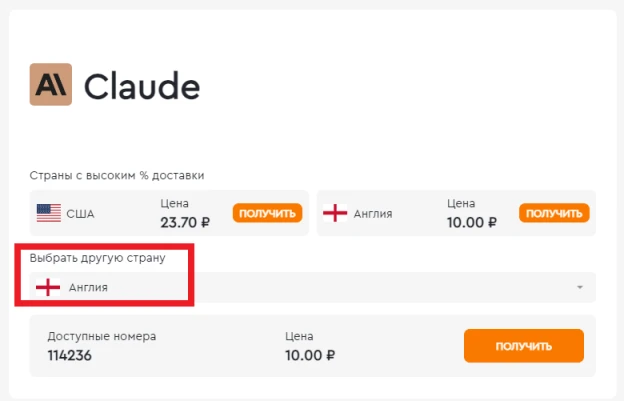 A\ Claude
Страны с высоким % доставки
США
Цена
23.70 ₽
ПОЛУЧИТЬ
Англия
Цена
10.00 ₽
ПОЛУЧИТЬ
Выбрать другую страну
Англия
Доступные номера
114236
Цена
10.00 ₽
ПОЛУЧИТЬ